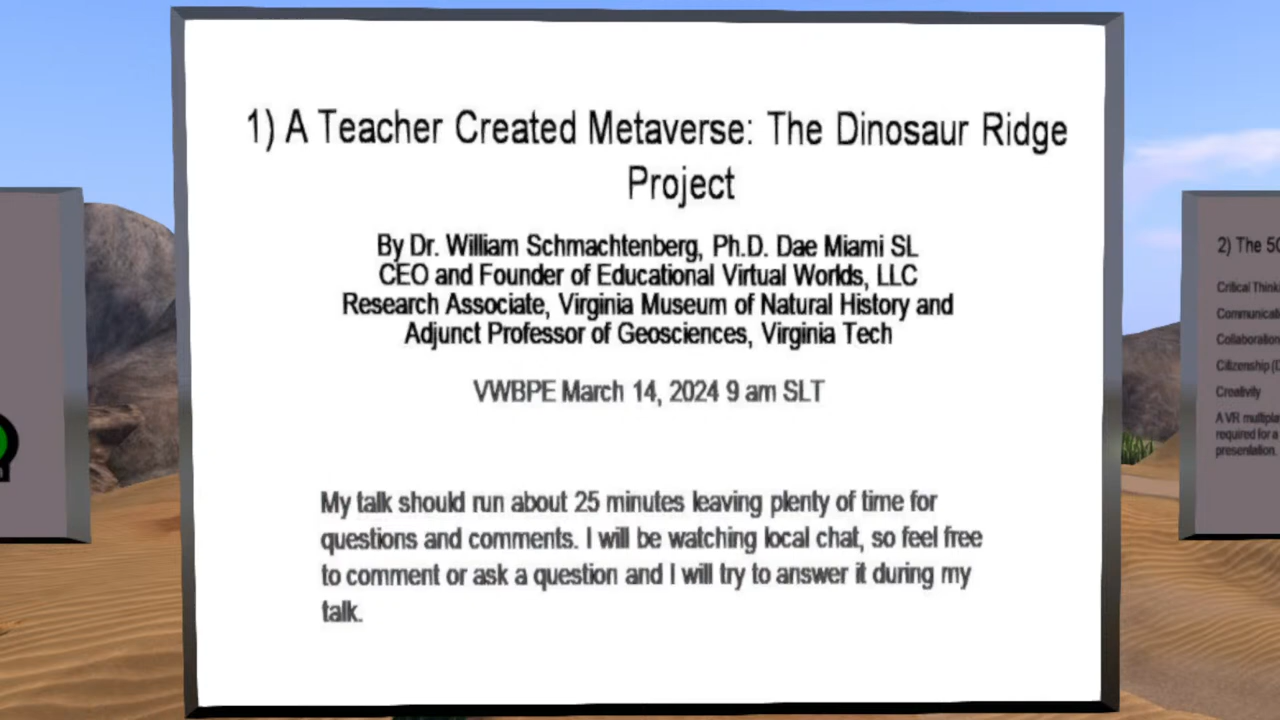 1) A Teacher Created Metaverse: The Dinosaur Ridge
Project
By Dr. William Schmachtenberg, Ph.D. Dae Miami SL
CEO and Founder of Educational Virtual Worlds, LLC
Research Associate, Virginia Museum of Natural History and
Adjunct Professor of Geosciences, Virginia Tech
VWBPE March 14, 2024 9 am SLT
My talk should run about 25 minutes leaving plenty of time for
questions and comments. I will be watching local chat, so feel free
to comment or ask a question and I will try to answer it during my
talk.
2) The
Critical
Collaboration
Citizenship
Creativity
A VR
required for a
presentation.